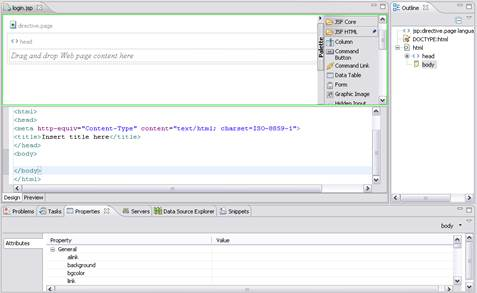 login.jsp
directive.page
head
Drag and drop Web page content here
Palette
JSP Core
JSP HTML
Column
Command Button
Command Link
Data Table
Form
Graphic Image
Hidden Input
<html>
<head>
<meta http-equiv="Content-Type" content="text/html; charset=ISO-8859-1">
<title>Insert title here</title>
</head>
<body>
</body>
</html>
Design Preview
Outline
jsp:directive.page langua
DOCTYPE:html
html
head
body
Problems Tasks Properties Servers Data Source Explorer Snippets
body
Attributes
Property Value
General
alink
background
bgcolor
link